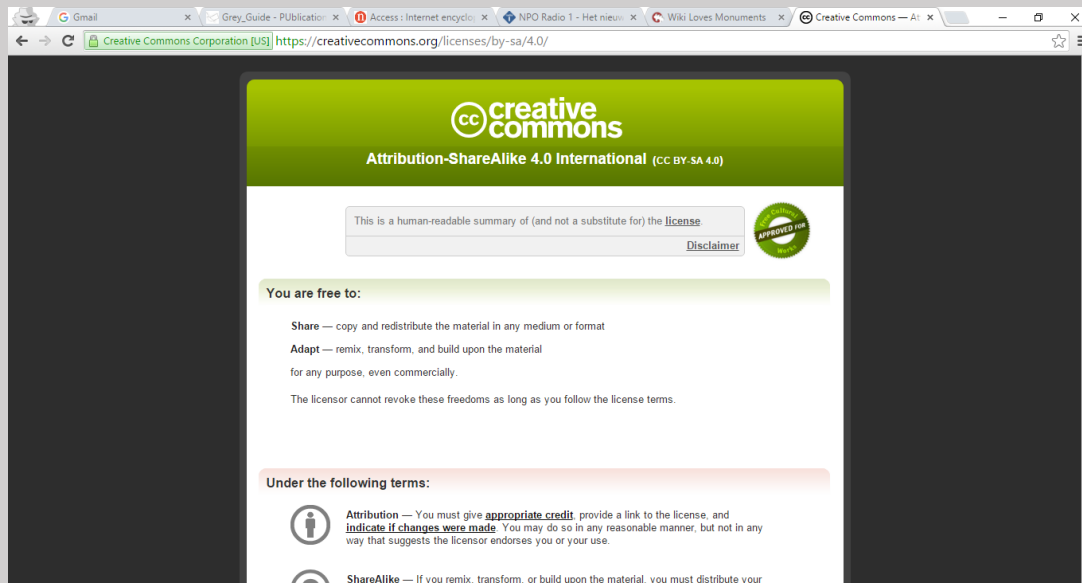 Gmail
Grey_Guide - PUblication
Access : Internet encyclop
NPO Radio 1 - Het nieuw
Wiki Loves Monuments
Creative Commons — At
Creative Commons Corporation [US] https://creativecommons.org/licenses/by-sa/4.0/
cc creative
commons
Attribution-ShareAlike 4.0 International (CC BY-SA 4.0)
This is a human-readable summary of (and not a substitute for) the license.
Disclaimer
Free Cultural
APPROVED FOR
Works
You are free to:
Share — copy and redistribute the material in any medium or format
Adapt — remix, transform, and build upon the material
for any purpose, even commercially.
The licensor cannot revoke these freedoms as long as you follow the license terms.
Under the following terms:
Attribution — You must give appropriate credit, provide a link to the license, and
indicate if changes were made. You may do so in any reasonable manner, but not in any
way that suggests the licensor endorses you or your use.
ShareAlike — If you remix, transform, or build upon the material, you must distribute your